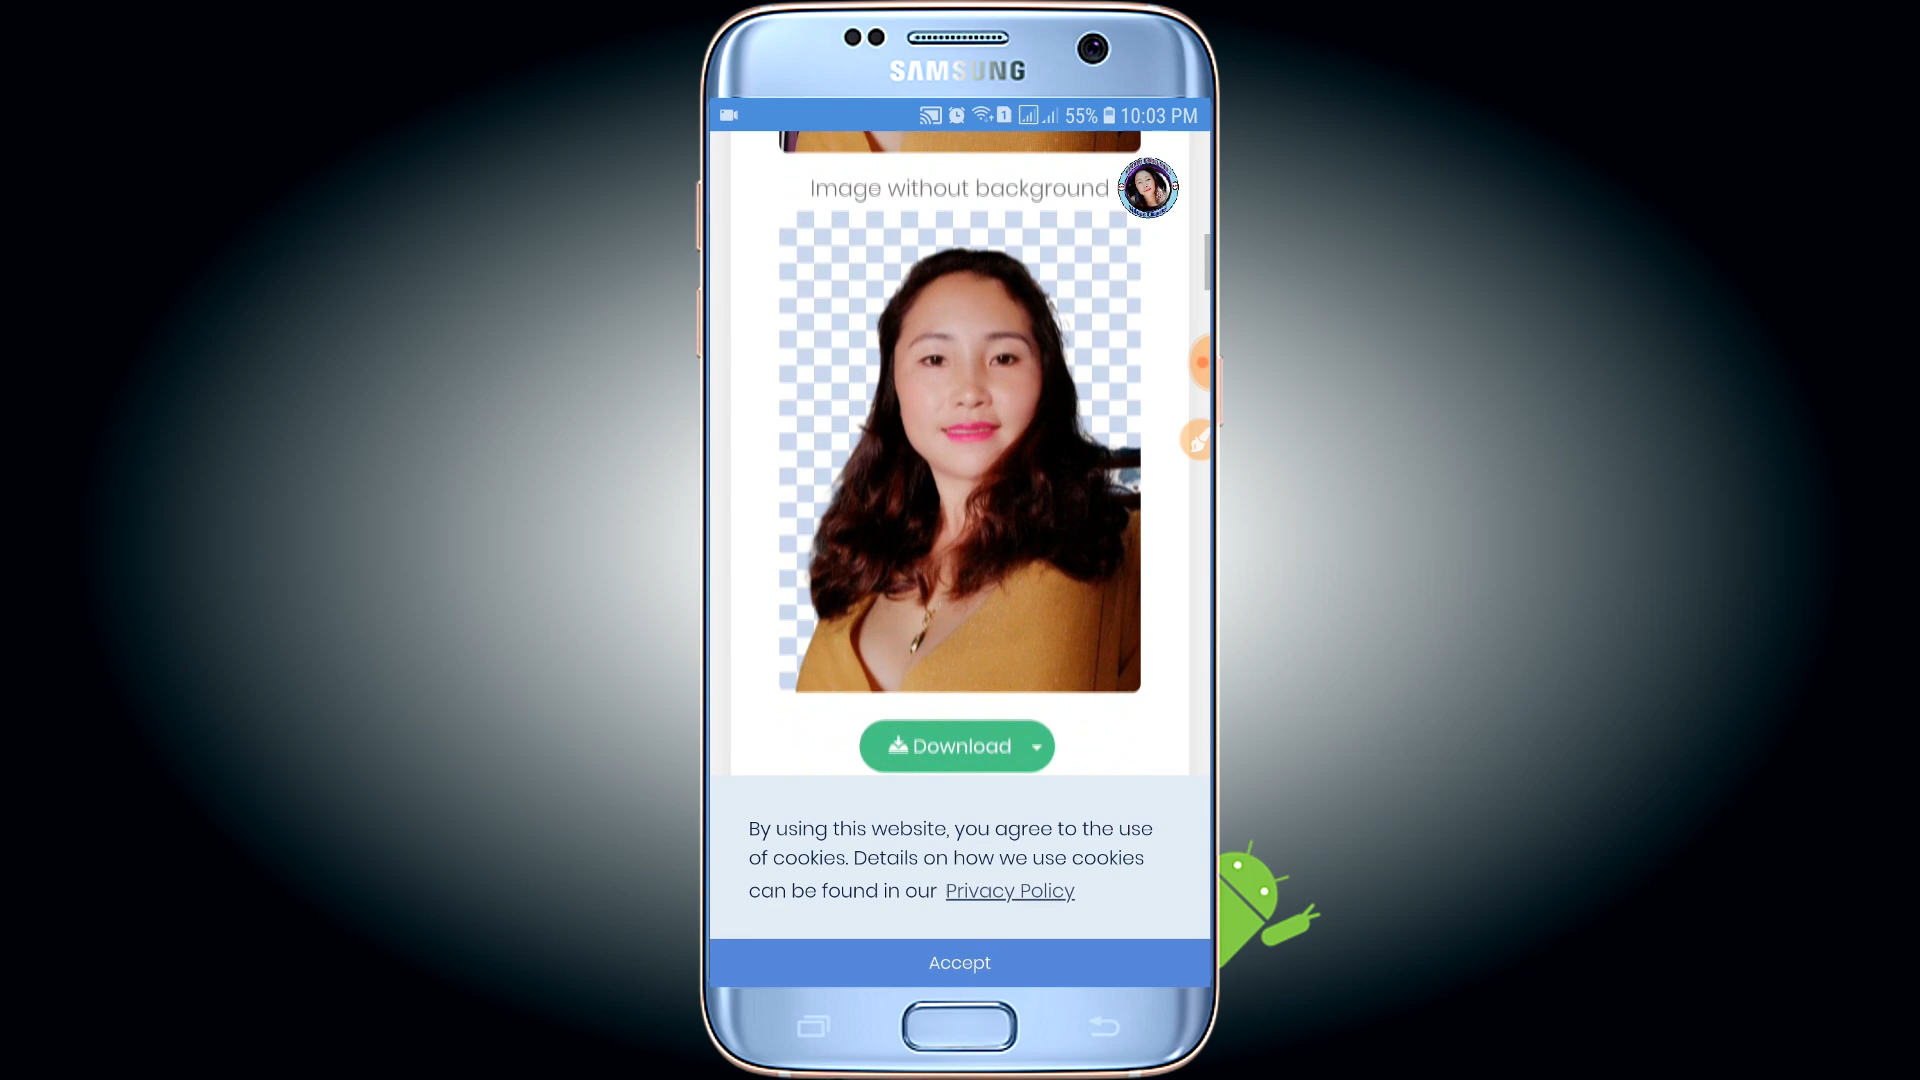 SAMSUNG
1 55% 10:03 PM
Image without background
Download
By using this website, you agree to the use
of cookies. Details on how we use cookies
can be found in our Privacy Policy
Accept